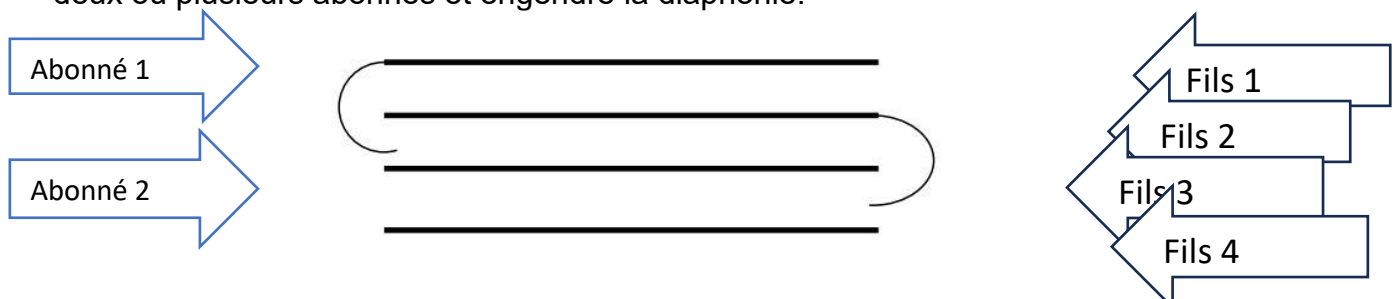 deux ou plusieurs abonnés et engendre la diaphonie.
Abonné 1
Fils 1
Fils 2
Abonné 2
Fils 3
Fils 4